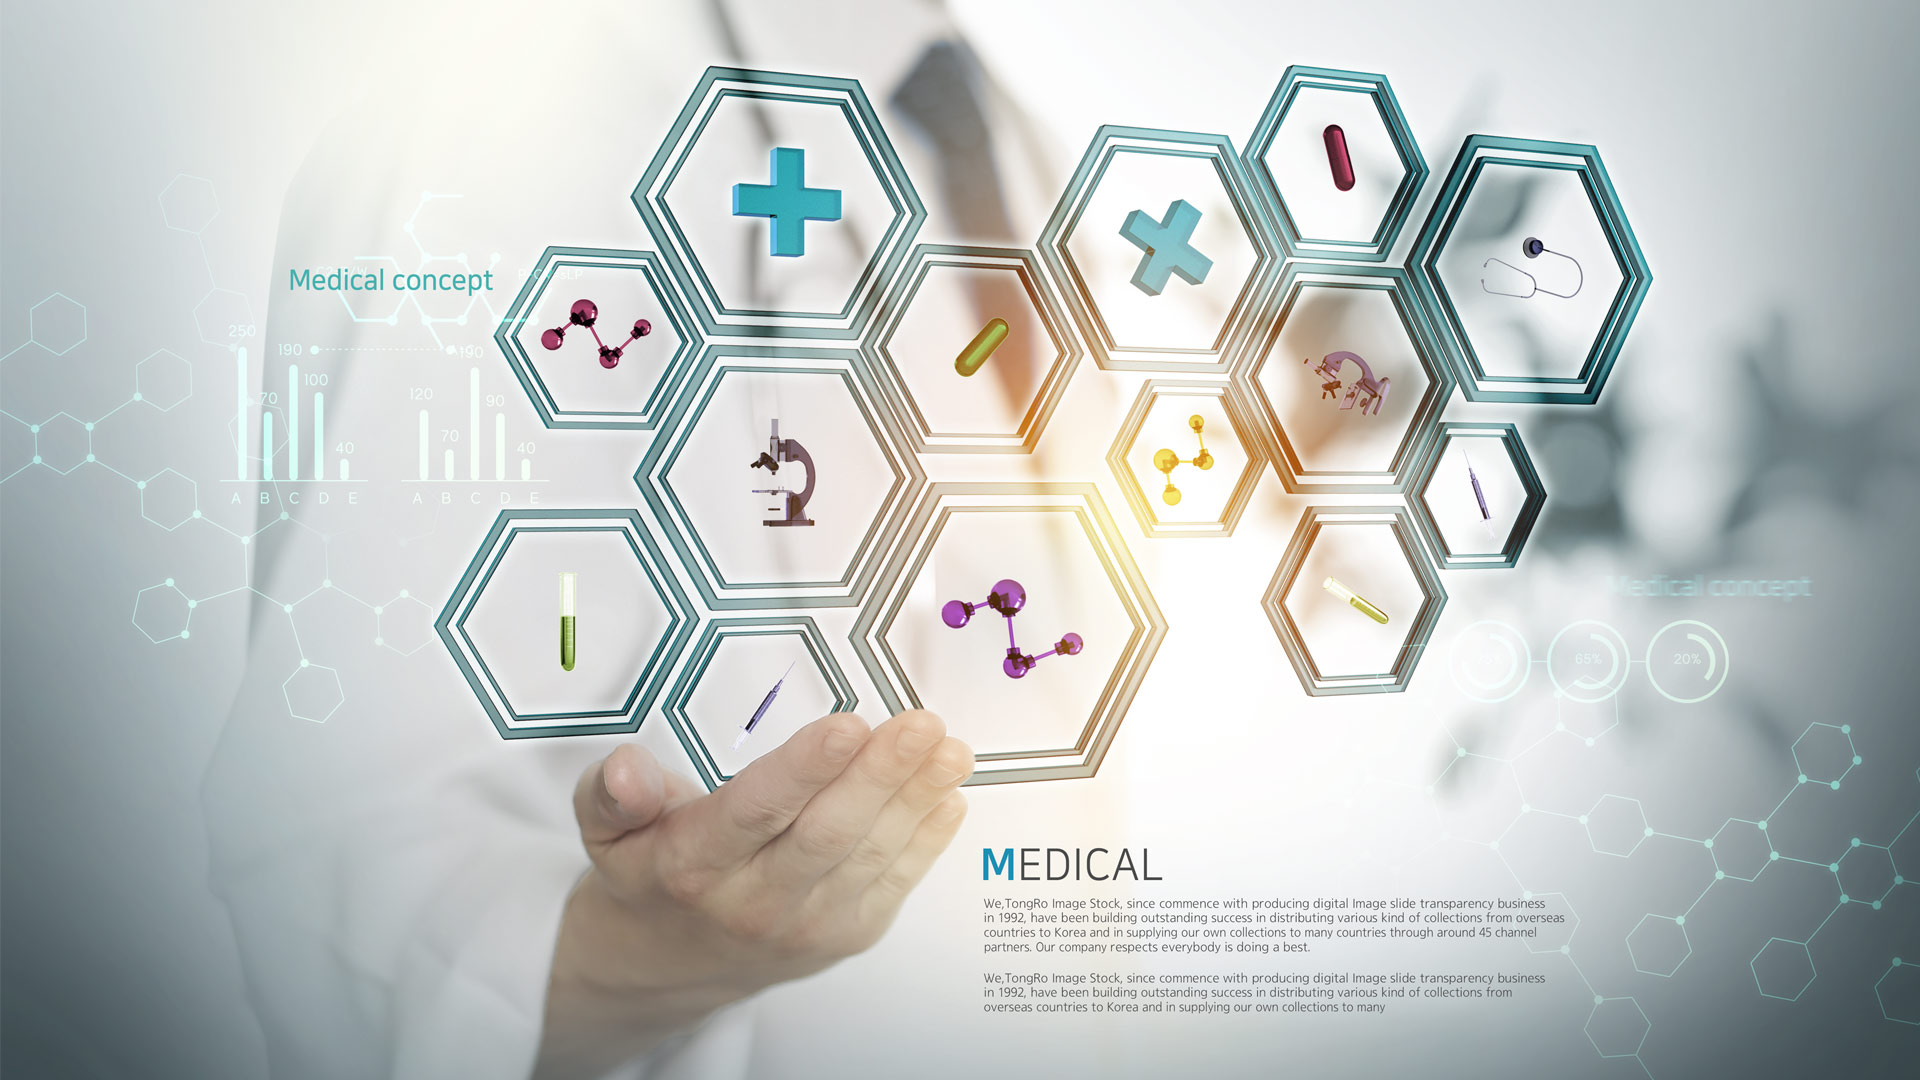 Medical concept
250
190
190
100
120
90
70
70
40
40
A B C D E
A B C D E
Medical concept
75%
65%
20%
MEDICAL
We,TongRo Image Stock, since commence with producing digital Image slide transparency business
in 1992, have been building outstanding success in distributing various kind of collections from overseas
countries to Korea and in supplying our own collections to many countries through around 45 channel
partners. Our company respects everybody is doing a best.
We,TongRo Image Stock, since commence with producing digital Image slide transparency business
in 1992, have been building outstanding success in distributing various kind of collections from
overseas countries to Korea and in supplying our own collections to many